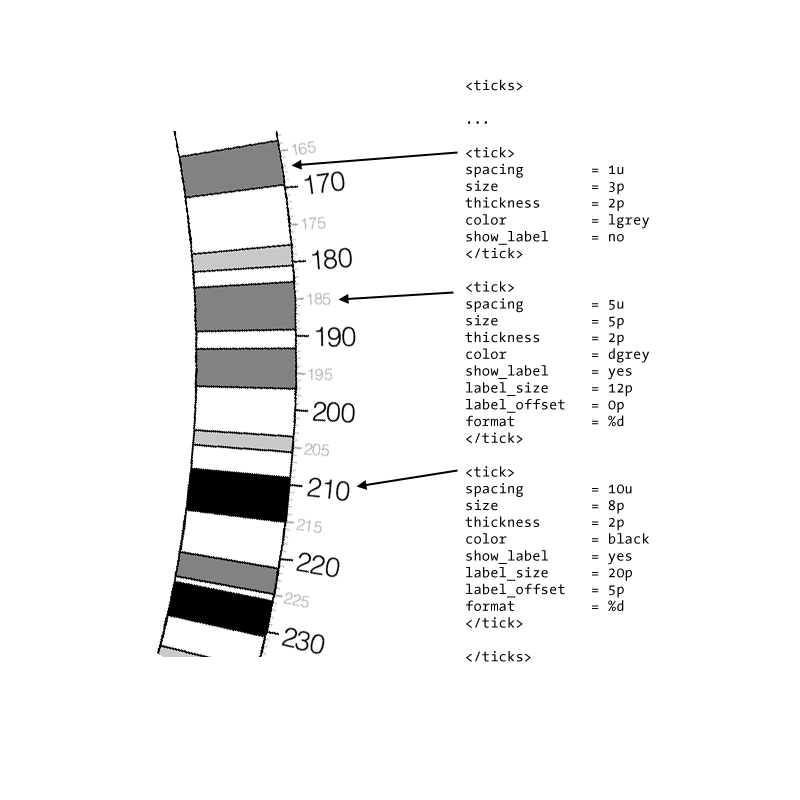 <ticks>
...
<tick>
spacing = 1u
size = 3p
thickness = 2p
color = lgrey
show_label = no
</tick>
<tick>
spacing = 5u
size = 5p
thickness = 2p
color = dgrey
show_label = yes
label_size = 12p
label_offset = 0p
format = %d
</tick>
<tick>
spacing = 10u
size = 8p
thickness = 2p
color = black
show_label = yes
label_size = 20p
label_offset = 5p
format = %d
</tick>
</ticks>
165
170
175
180
185
190
195
200
205
210
215
220
225
230